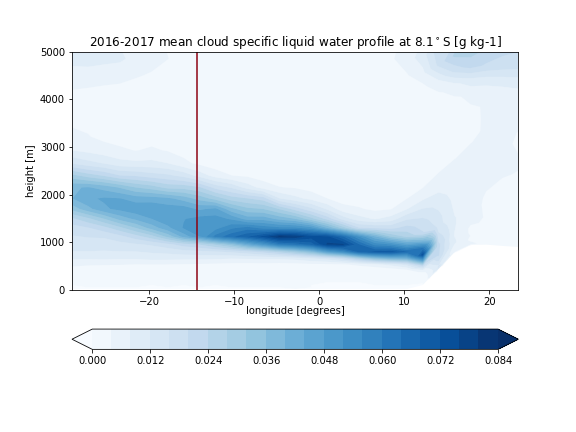 2016-2017 mean cloud specific liquid water profile at 8.1°S [g kg-1]
5000
4000
3000
2000
1000
0
height [m]
−20 −10 0 10 20
longitude [degrees]
0.000 0.012 0.024 0.036 0.048 0.060 0.072 0.084